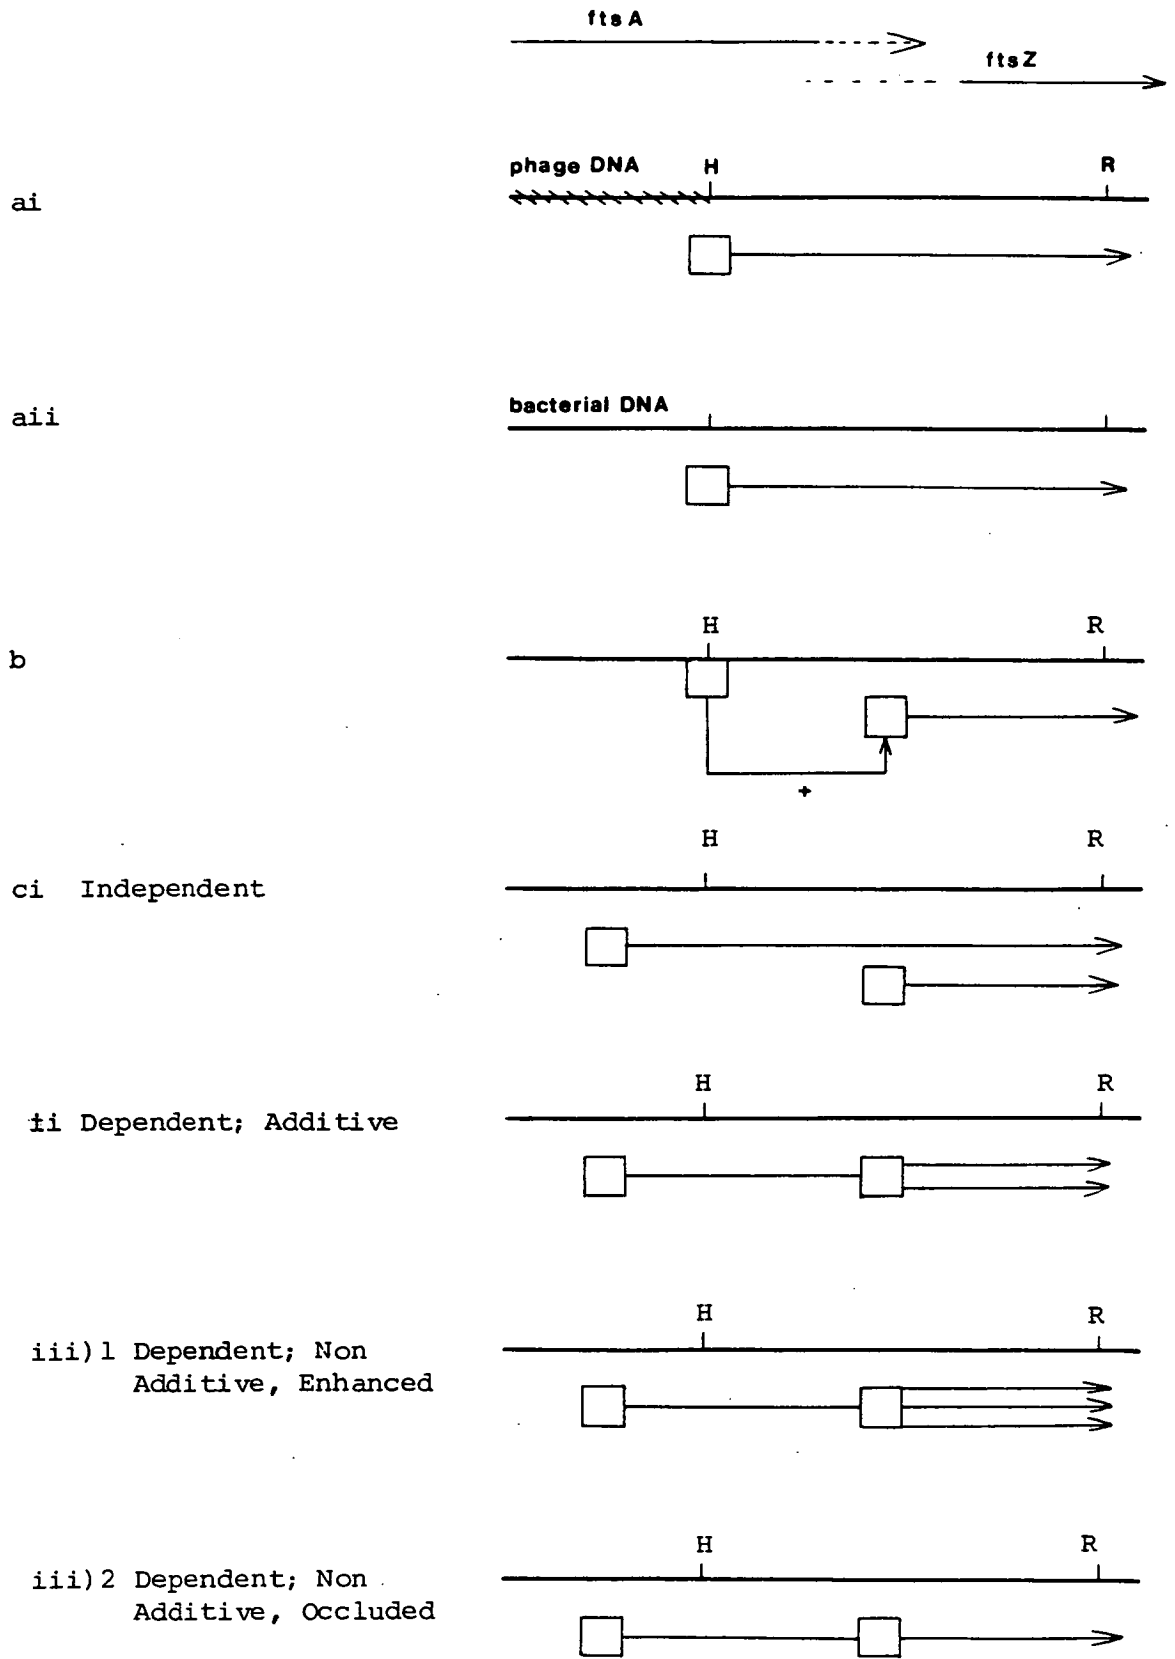 ftsA
ftsZ
phage DNA H R
ai
bacterial DNA
aii
H R
b
+
H R
ci Independent
H R
ii Dependent; Additive
H R
iii)1 Dependent; Non
Additive, Enhanced
H R
iii)2 Dependent; Non
Additive, Occluded